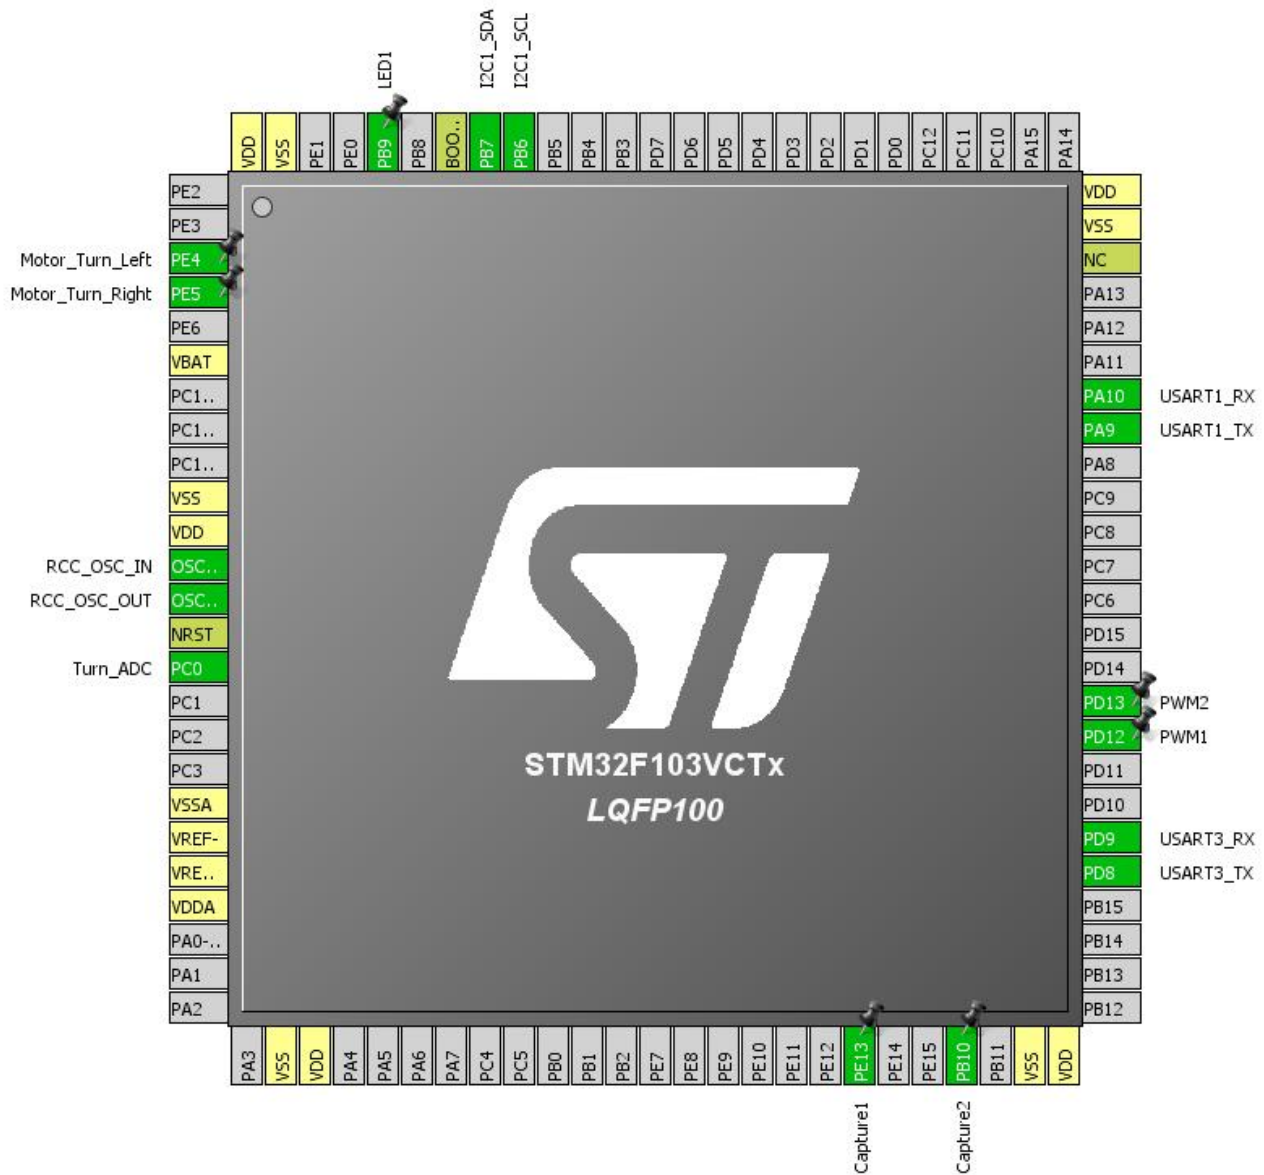 LED1
I2C1_SDA
I2C1_SCL
VDD
VSS
PE1
PE0
PB9
PB8
BOO..
PB7
PB6
PB5
PB4
PB3
PD7
PD6
PD5
PD4
PD3
PD2
PD1
PD0
PC12
PC11
PC10
PA15
PA14
PE2
PE3
Motor_Turn_Left PE4
Motor_Turn_Right PE5
PE6
VBAT
PC1..
PC1..
PC1..
VSS
VDD
RCC_OSC_IN OSC..
RCC_OSC_OUT OSC..
NRST
Turn_ADC PC0
PC1
PC2
PC3
VSSA
VREF-
VRE..
VDDA
PA0-..
PA1
PA2
ST
STM32F103VCTx
LQFP100
VDD
VSS
NC
PA13
PA12
PA11
PA10 USART1_RX
PA9 USART1_TX
PA8
PC9
PC8
PC7
PC6
PD15
PD14
PD13 PWM2
PD12 PWM1
PD11
PD10
PD9 USART3_RX
PD8 USART3_TX
PB15
PB14
PB13
PB12
PA3
VSS
VDD
PA4
PA5
PA6
PA7
PC4
PC5
PB0
PB1
PB2
PE7
PE8
PE9
PE10
PE11
PE12
PE13
PE14
PE15
PB10
PB11
VSS
VDD
Capture1
Capture2